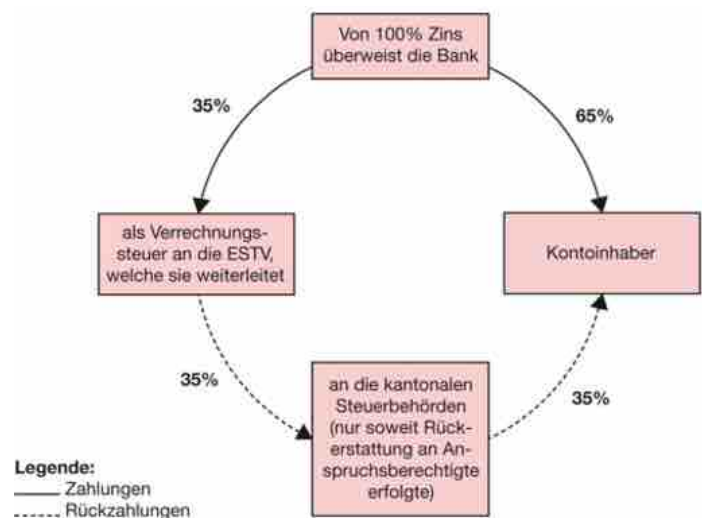 Von 100% Zins
überweist die Bank
35%
65%
als Verrechnungs-
steuer an die ESTV,
welche sie weiterleitet
Kontoinhaber
35%
an die kantonalen
Steuerbehörden
(nur soweit Rück-
erstattung an An-
spruchsberechtigte
erfolgte)
35%
Legende:
Zahlungen
Rückzahlungen